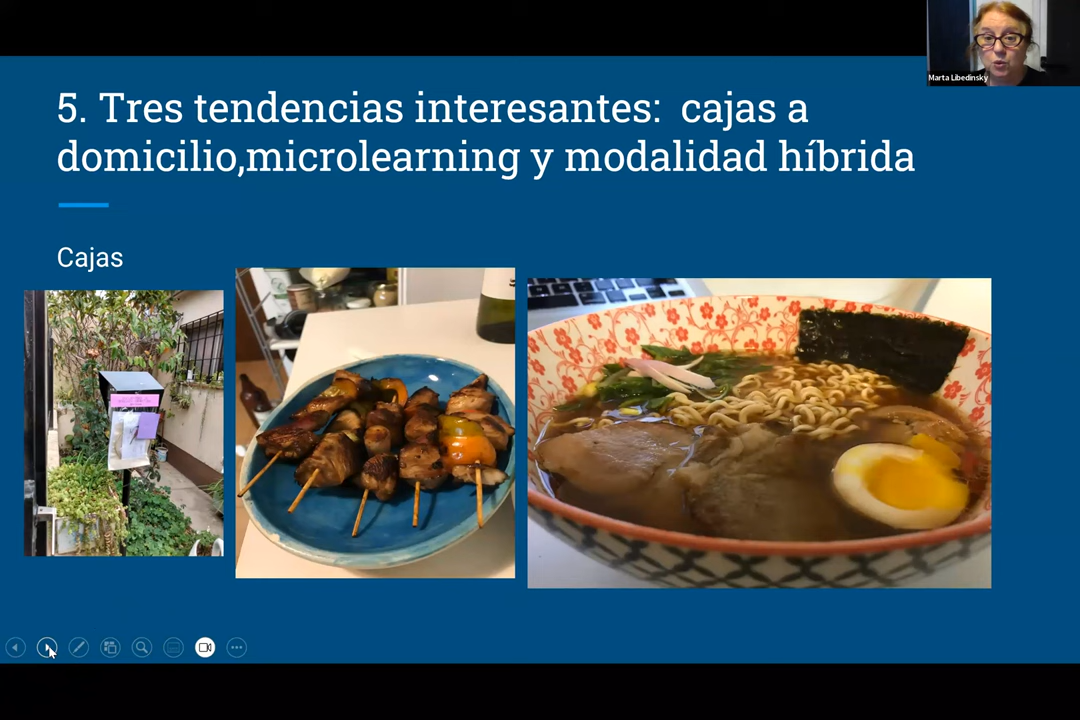 Marta Libedinsky
5. Tres tendencias interesantes:  cajas a
domicilio,microlearning y modalidad híbrida
Cajas